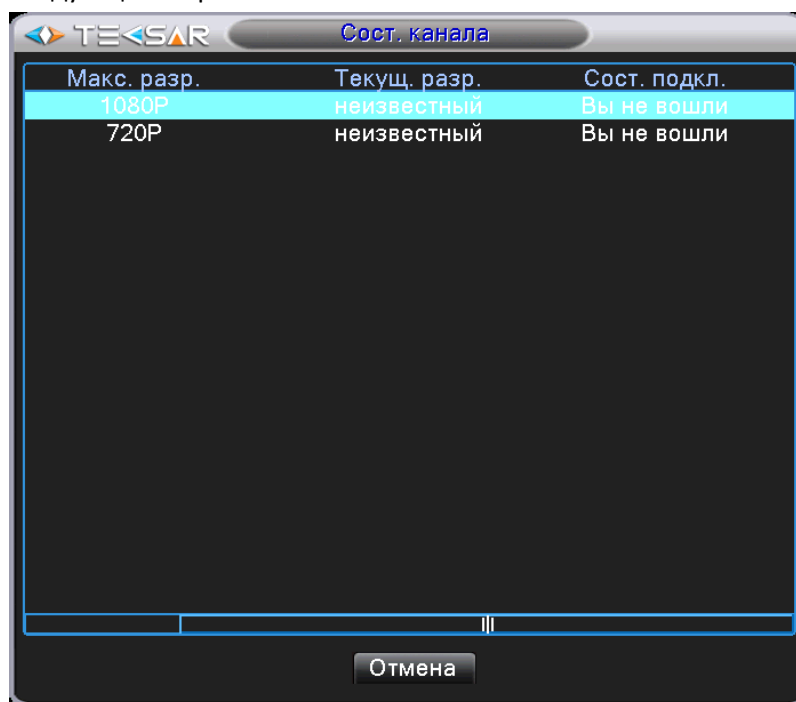 TEKSAR
Сост. канала
Макс. разр. Текущ. разр. Сост. подкл.
1080P неизвестный Вы не вошли
720P неизвестный Вы не вошли
Отмена